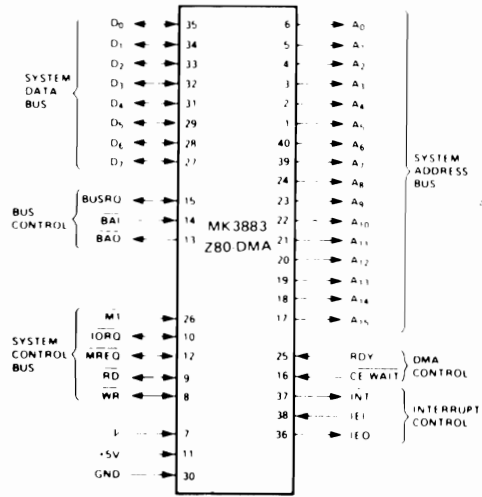 D0 35 6 A0
D1 34 5 A1
D2 33 4 A2
SYSTEM DATA BUS D3 32 3 A3
D4 31 2 A4
D5 29 1 A5
D6 28 40 A6
D7 27 39 A7
SYSTEM ADDRESS BUS
24 A8
BUSRQ 15 23 A9
BUS CONTROL BAI 14 MK3883 22 A10
BAO 13 Z80-DMA 21 A11
20 A12
19 A13
18 A14
M1 26 17 A15
SYSTEM CONTROL BUS IORQ 10
MREQ 12 25 RDY DMA CONTROL
RD 9 16 CE WAIT
WR 8 37 INT INTERRUPT CONTROL
38 IEI
7 36 IEO
+5V 11
GND 30